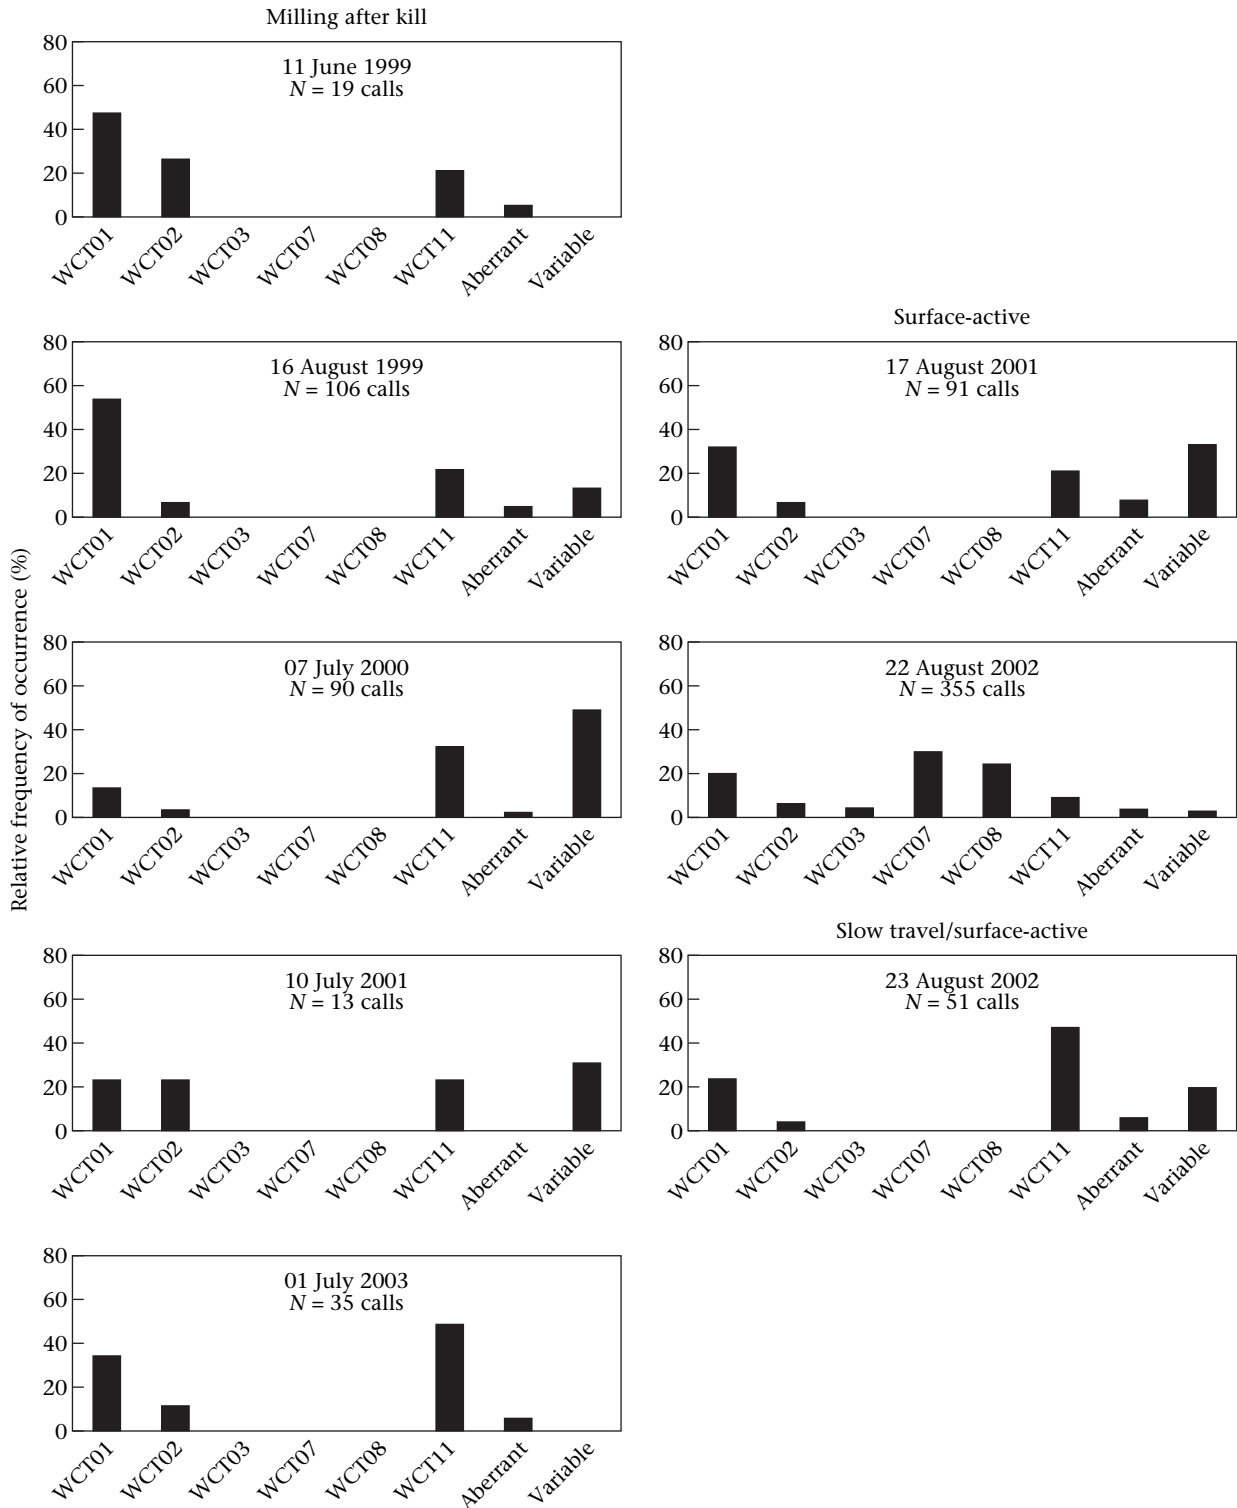 Milling after kill
80
60
40
20
0
11 June 1999
N = 19 calls
WCT01
WCT02
WCT03
WCT07
WCT08
WCT11
Aberrant
Variable
80
60
40
20
0
16 August 1999
N = 106 calls
WCT01
WCT02
WCT03
WCT07
WCT08
WCT11
Aberrant
Variable
Surface-active
80
60
40
20
0
17 August 2001
N = 91 calls
WCT01
WCT02
WCT03
WCT07
WCT08
WCT11
Aberrant
Variable
Relative frequency of occurrence (%)
80
60
40
20
0
07 July 2000
N = 90 calls
WCT01
WCT02
WCT03
WCT07
WCT08
WCT11
Aberrant
Variable
80
60
40
20
0
22 August 2002
N = 355 calls
WCT01
WCT02
WCT03
WCT07
WCT08
WCT11
Aberrant
Variable
80
60
40
20
0
10 July 2001
N = 13 calls
WCT01
WCT02
WCT03
WCT07
WCT08
WCT11
Aberrant
Variable
Slow travel/surface-active
80
60
40
20
0
23 August 2002
N = 51 calls
WCT01
WCT02
WCT03
WCT07
WCT08
WCT11
Aberrant
Variable
80
60
40
20
0
01 July 2003
N = 35 calls
WCT01
WCT02
WCT03
WCT07
WCT08
WCT11
Aberrant
Variable